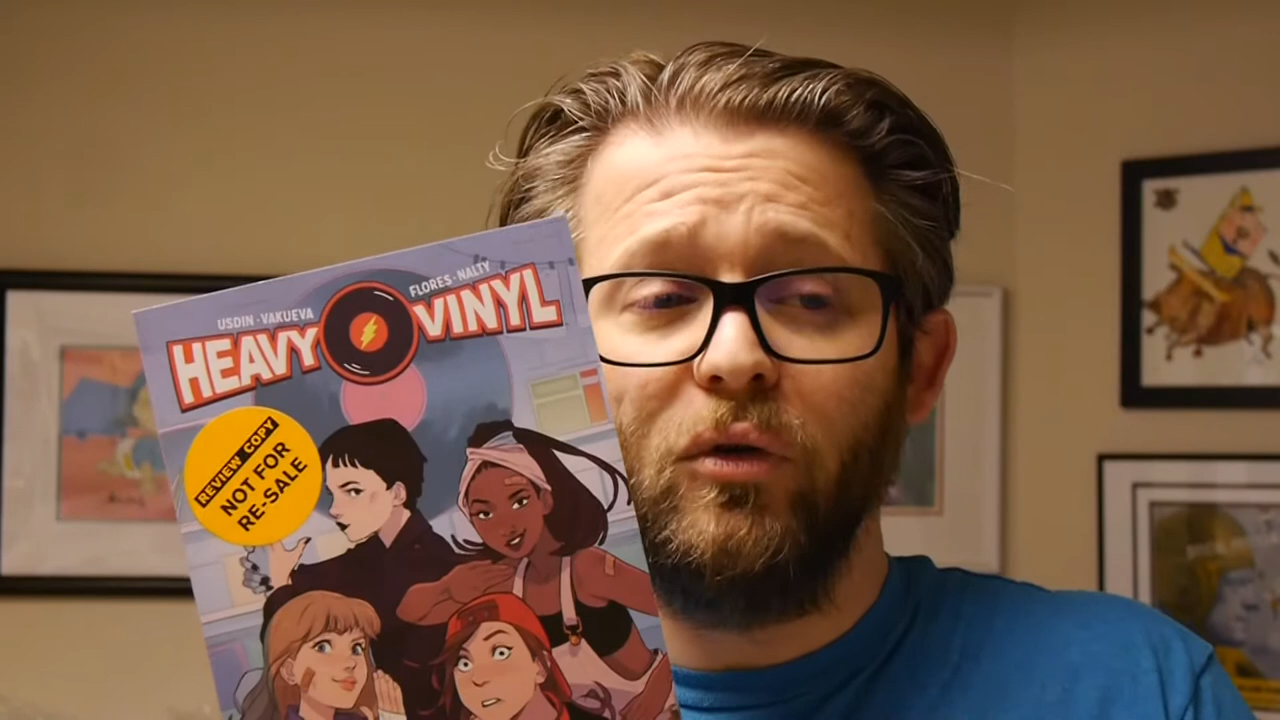 USDIN · VAKUEVA
FLORES · NALTY
HEAVY VINYL
REVIEW COPY
NOT FOR
RE-SALE